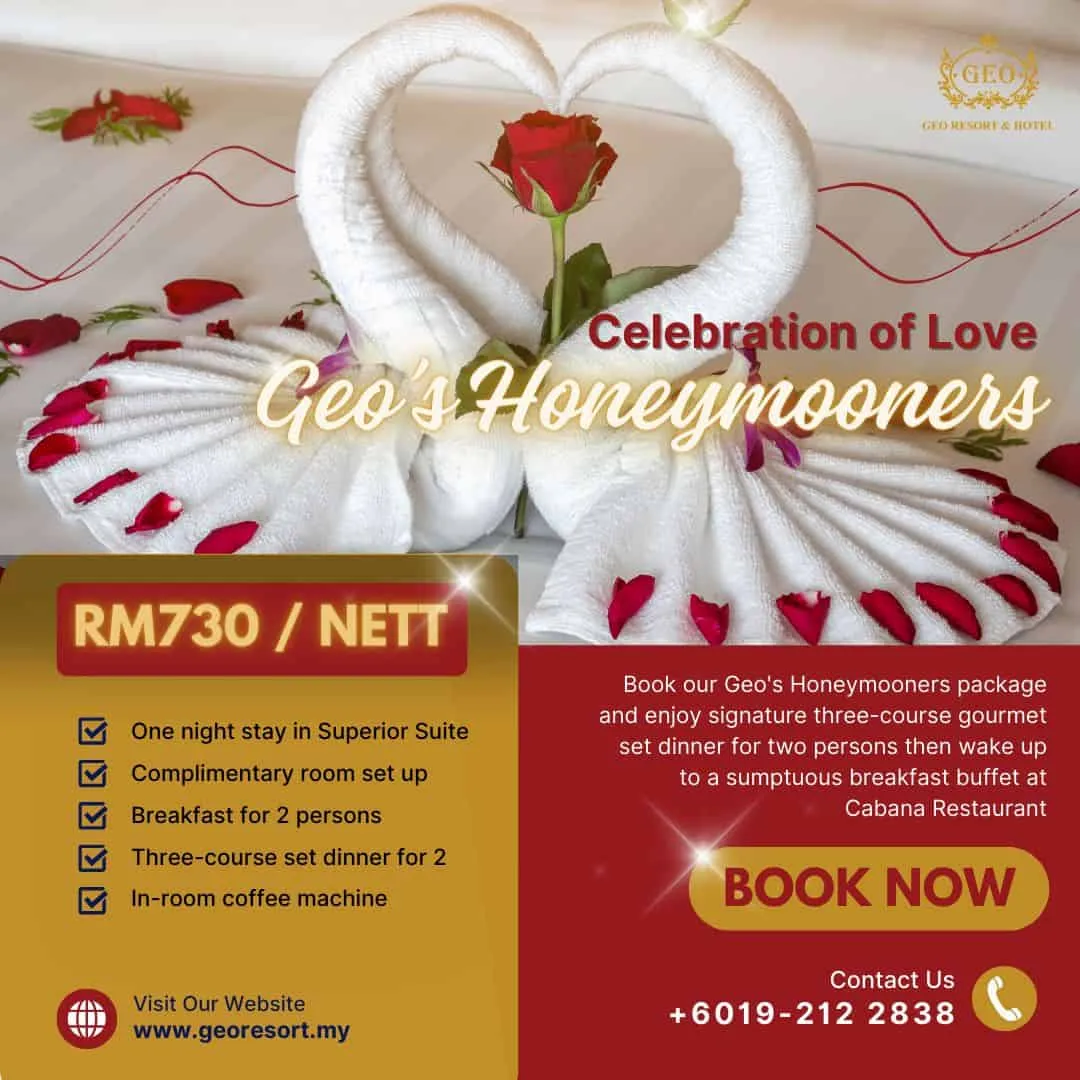 GEO
GEO RESORT & HOTEL
Celebration of Love
Geo's Honeymooners
RM730 / NETT
One night stay in Superior Suite
Complimentary room set up
Breakfast for 2 persons
Three-course set dinner for 2
In-room coffee machine
Visit Our Website
www.georesort.my
Book our Geo's Honeymooners package
and enjoy signature three-course gourmet
set dinner for two persons then wake up
to a sumptuous breakfast buffet at
Cabana Restaurant
BOOK NOW
Contact Us
+6019-212 2838